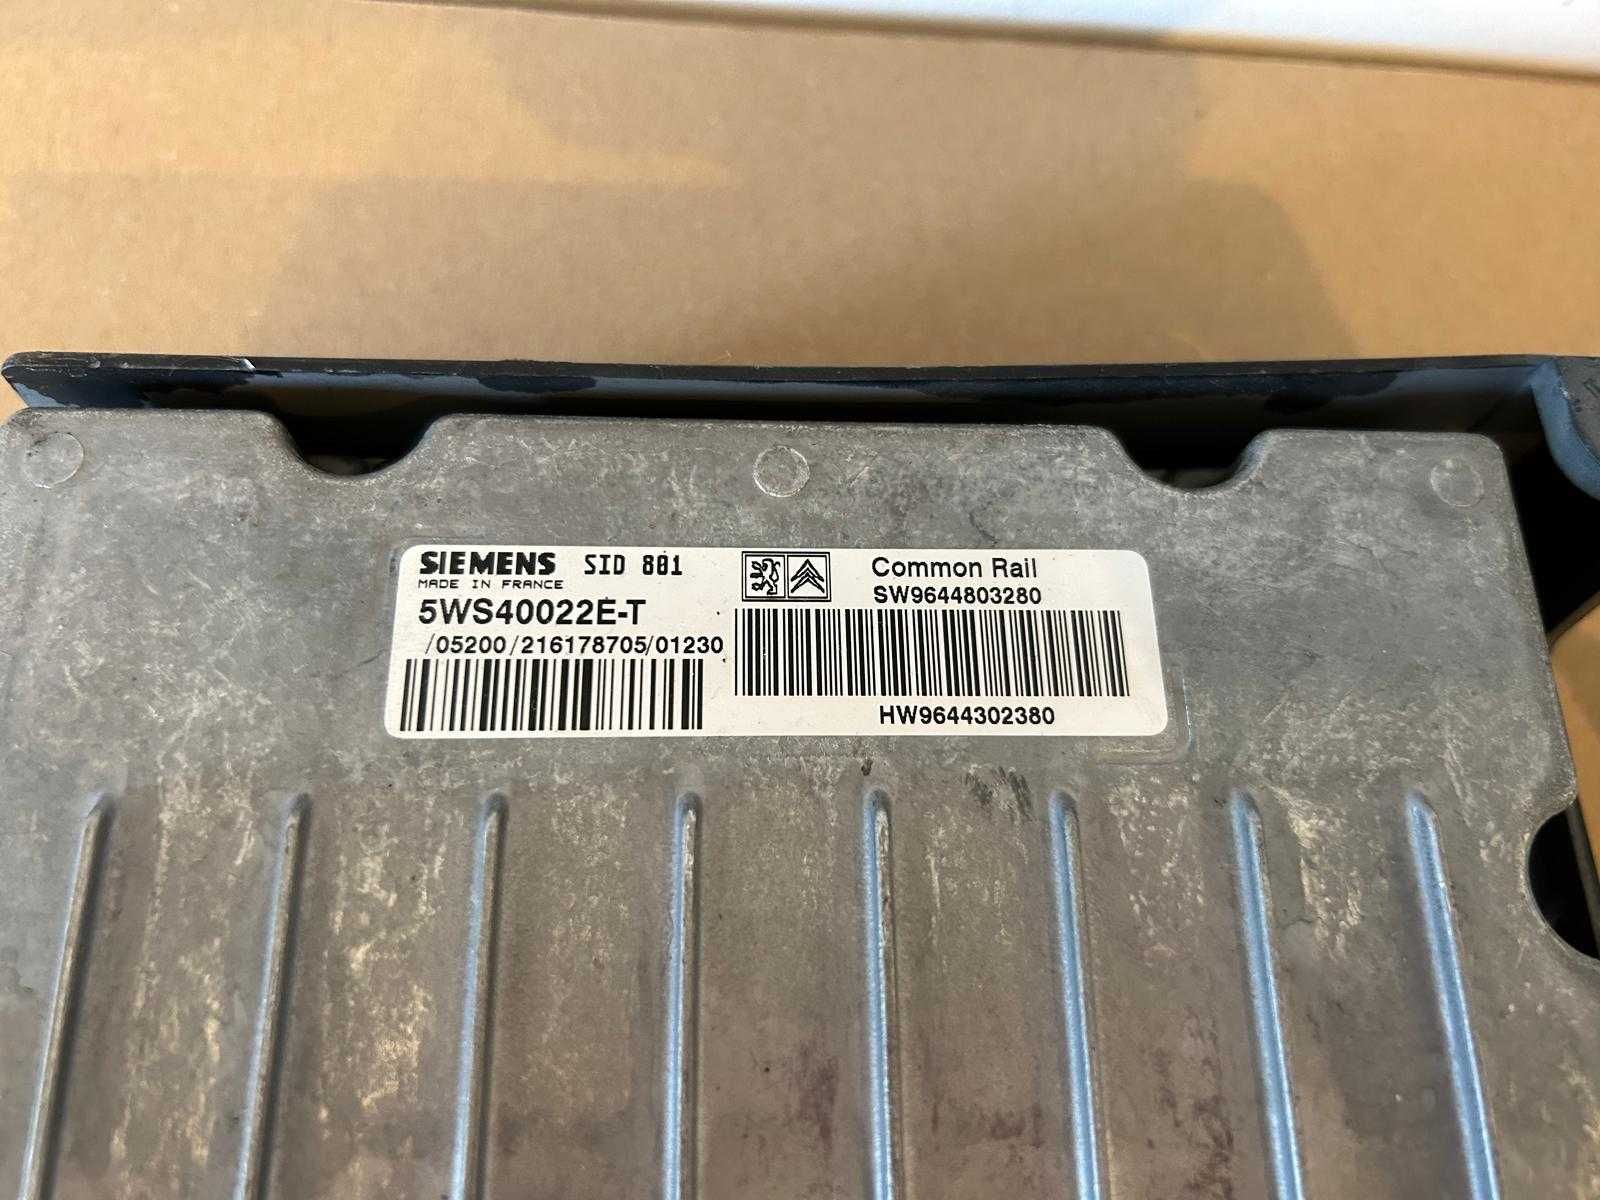 SIEMENS SID 801
MADE IN FRANCE
5WS40022E-T
/05200/216178705/01230
Common Rail
SW9644803280
HW9644302380